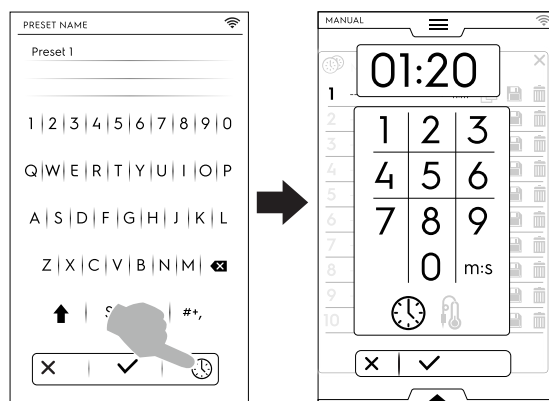 PRESET NAME
Preset 1
1 2 3 4 5 6 7 8 9 0
Q W E R T Y U I O P
A S D F G H J K L
Z X C V B N M
#+,
MANUAL
01:20
1
2
3
4
5
6
7
8
9
10
1 2 3
4 5 6
7 8 9
0 m:s